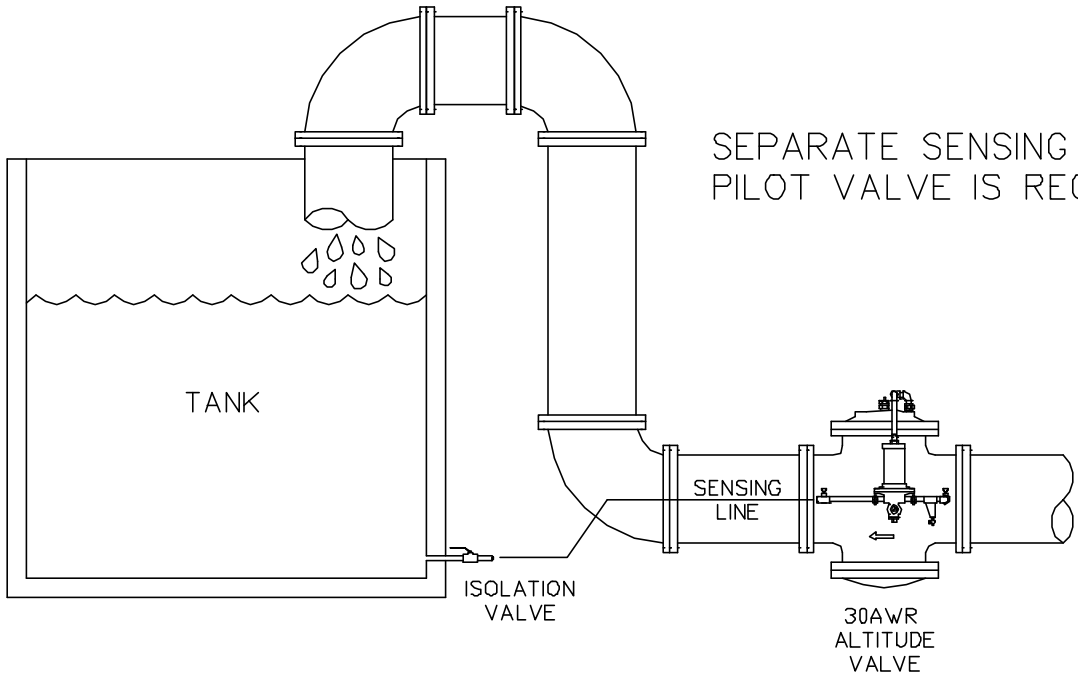 SEPARATE SENSING
PILOT VALVE IS
TANK
SENSING
LINE
ISOLATION
VALVE
30AWR
ALTITUDE
VALVE